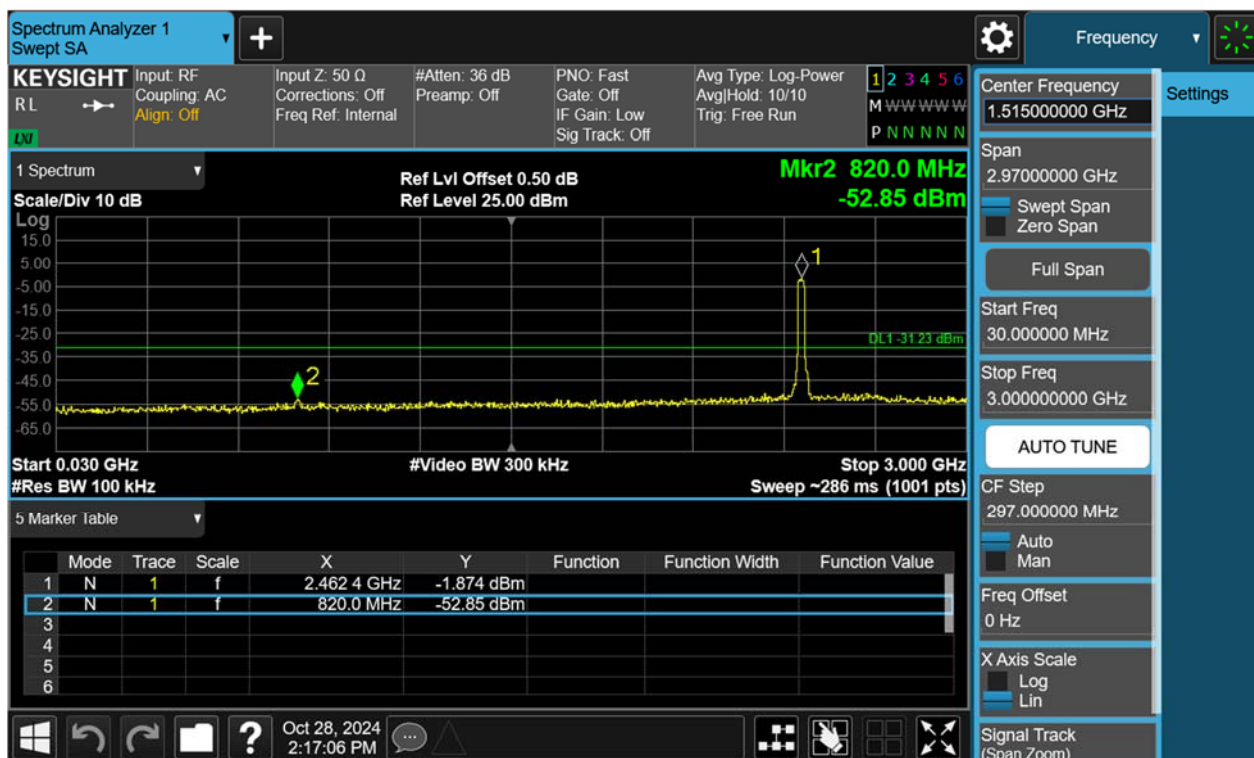 Spectrum Analyzer 1
Swept SA
+
Frequency
KEYSIGHT
RL
LXI
Input: RF
Coupling: AC
Align: Off
Input Z: 50 Ω
Corrections: Off
Freq Ref: Internal
#Atten: 36 dB
Preamp: Off
PNO: Fast
Gate: Off
IF Gain: Low
Sig Track: Off
Avg Type: Log-Power
Avg|Hold: 10/10
Trig: Free Run
1 2 3 4 5 6
M W W W W W
P N N N N N
1 Spectrum
Scale/Div 10 dB
Ref Lvl Offset 0.50 dB
Ref Level 25.00 dBm
Mkr2 820.0 MHz
-52.85 dBm
Log
15.0
5.00
-5.00
-15.0
-25.0
-35.0
-45.0
-55.0
-65.0
1
DL1 -31.23 dBm
2
Start 0.030 GHz
#Video BW 300 kHz
Stop 3.000 GHz
#Res BW 100 kHz
Sweep ~286 ms (1001 pts)
5 Marker Table
Mode Trace Scale X Y Function Function Width Function Value
1 N 1 f 2.462 4 GHz -1.874 dBm
2 N 1 f 820.0 MHz -52.85 dBm
3
4
5
6
?
Oct 28, 2024
2:17:06 PM
Center Frequency
1.515000000 GHz
Settings
Span
2.97000000 GHz
Swept Span
Zero Span
Full Span
Start Freq
30.000000 MHz
Stop Freq
3.000000000 GHz
AUTO TUNE
CF Step
297.000000 MHz
Auto
Man
Freq Offset
0 Hz
X Axis Scale
Log
Lin
Signal Track
(Span Zoom)